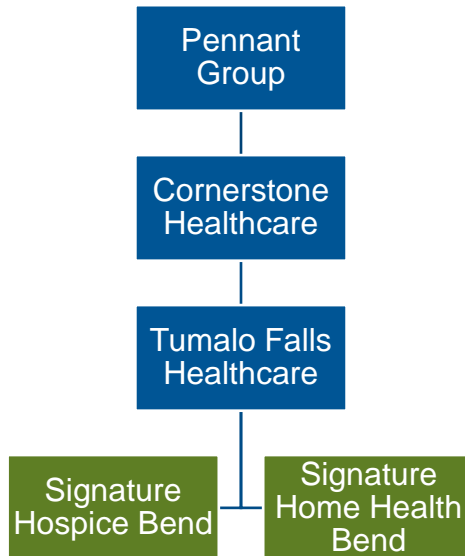 Pennant
Group
Cornerstone
Healthcare
Tumalo Falls
Healthcare
Signature
Hospice Bend
Signature
Home Health
Bend